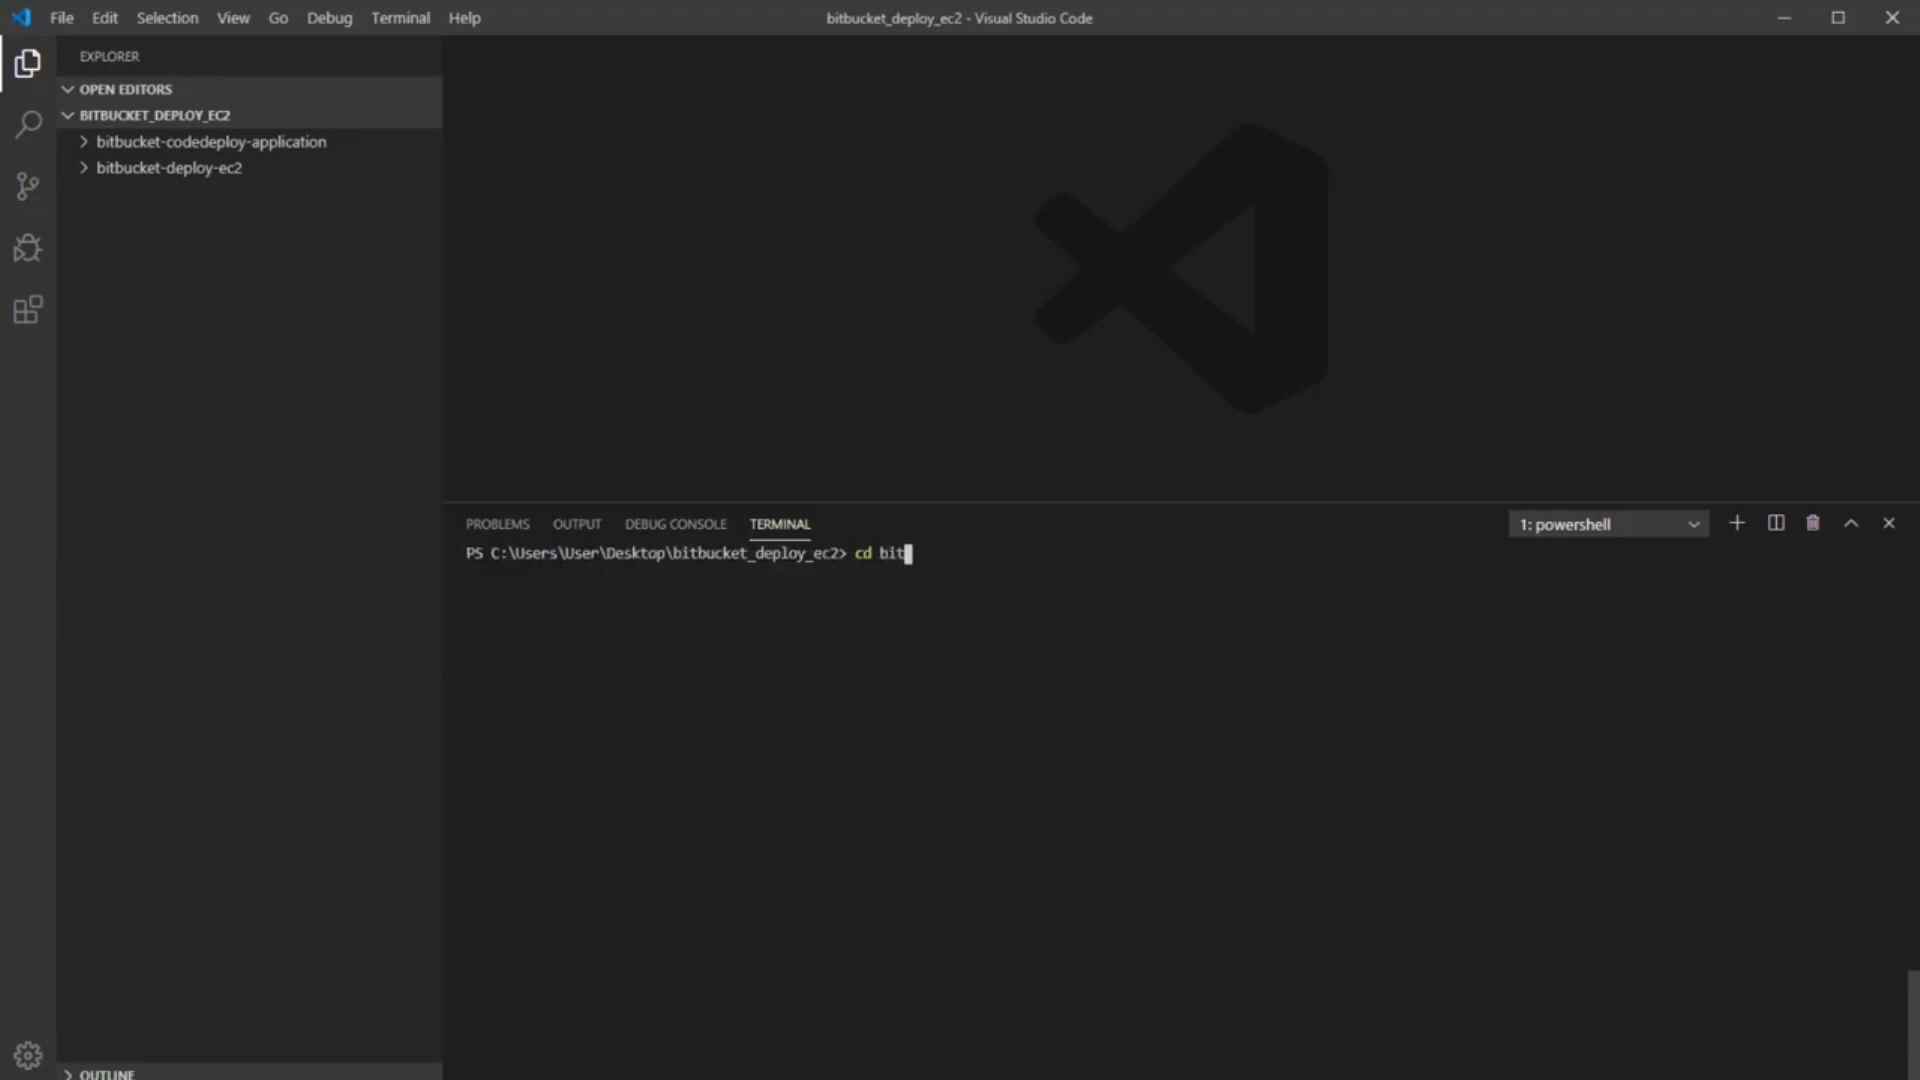 File Edit Selection View Go Debug Terminal Help
bitbucket_deploy_ec2 - Visual Studio Code
EXPLORER
OPEN EDITORS
BITBUCKET_DEPLOY_EC2
bitbucket-codedeploy-application
bitbucket-deploy-ec2
PROBLEMS OUTPUT DEBUG CONSOLE TERMINAL
1: powershell
PS C:\Users\User\Desktop\bitbucket_deploy_ec2> cd bit
OUTLINE